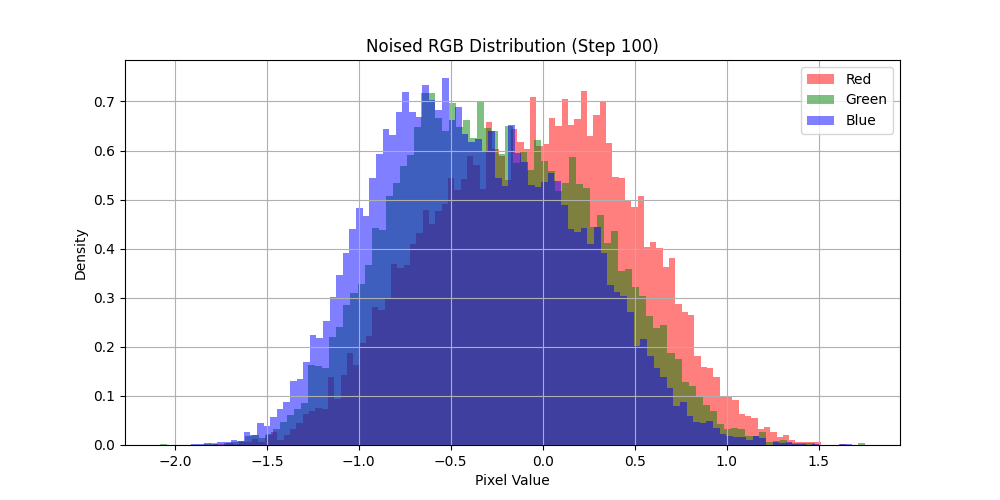 Noised RGB Distribution (Step 100)
Red
Green
Blue
Density
0.7
0.6
0.5
0.4
0.3
0.2
0.1
0.0
−2.0 −1.5 −1.0 −0.5 0.0 0.5 1.0 1.5
Pixel Value